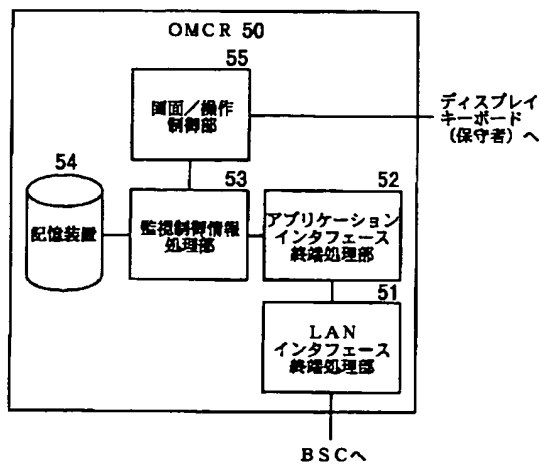 OMCR 50
55
画面／操作
制御部
ディスプレイ
キーボード
（保守者）へ
54
記憶装置
53
監視制御情報
処理部
52
アプリケーション
インタフェース
終端処理部
51
LAN
インタフェース
終端処理部
BSCへ